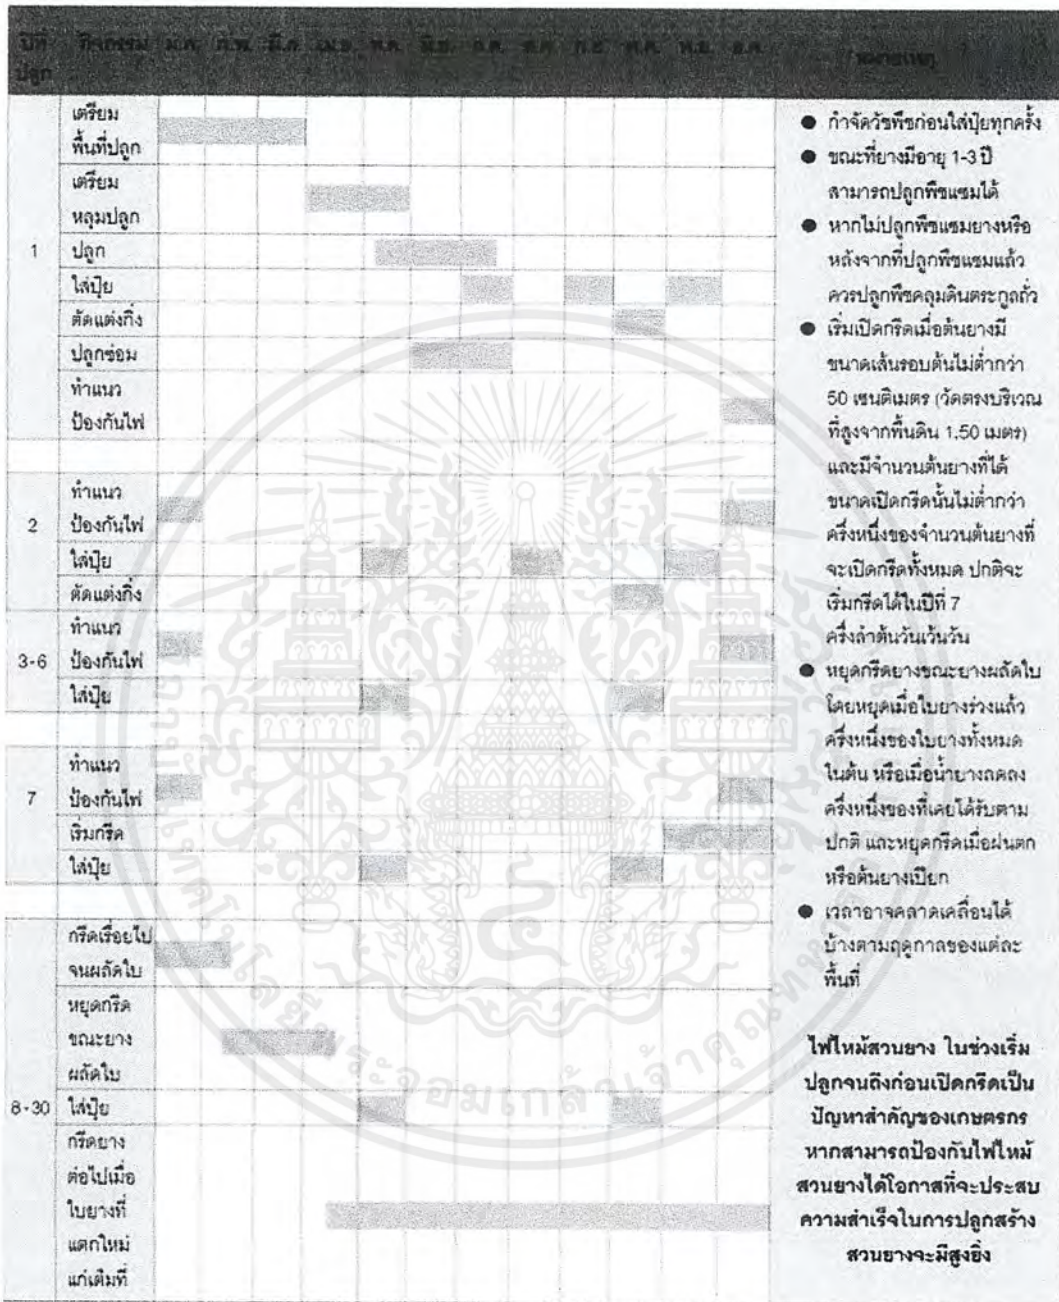 ปีที่ กิจกรรม ม.ค. ก.พ. มี.ค เม.ย. พ.ค. มิ.ย. ก.ค. ส.ค. ก.ย ต.ค. พ.ย. ธ.ค. หมายเหตุ
ปลูก
1
เตรียม
พื้นที่ปลูก
เตรียม
หลุมปลูก
ปลูก
ใส่ปุ๋ย
ตัดแต่งกิ่ง
ปลูกซ่อม
ทำแนว
ป้องกันไฟ
2
ทำแนว
ป้องกันไฟ
ใส่ปุ๋ย
ตัดแต่งกิ่ง
3-6
ทำแนว
ป้องกันไฟ
ใส่ปุ๋ย
7
ทำแนว
ป้องกันไฟ
เริ่มกรีด
ใส่ปุ๋ย
8-30
กรีดเรื่อยไป
จนผลัดใบ
หยุดกรีด
ขณะยาง
ผลัดใบ
ใส่ปุ๋ย
กรีดยาง
ต่อไปเมื่อ
ใบยางที่
แตกใหม่
แก่เต็มที่
● กำจัดวัชพืชก่อนใส่ปุ๋ยทุกครั้ง
● ขณะที่ยางมีอายุ 1-3 ปี
สามารถปลูกพืชแซมได้
● หากไม่ปลูกพืชแซมยางหรือ
หลังจากที่ปลูกพืชแซมแล้ว
ควรปลูกพืชคลุมดินตระกูลถั่ว
● เริ่มเปิดกรีดเมื่อต้นยางมี
ขนาดเส้นรอบต้นไม่ต่ำกว่า
50 เซนติเมตร (วัดตรงบริเวณ
ที่สูงจากพื้นดิน 1.50 เมตร)
และมีจำนวนต้นยางที่ได้
ขนาดเปิดกรีดนั้นไม่ต่ำกว่า
ครึ่งหนึ่งของจำนวนต้นยางที่
จะเปิดกรีดทั้งหมด ปกติจะ
เริ่มกรีดได้ในปีที่ 7
ครึ่งลำต้นวันเว้นวัน
● หยุดกรีดยางขณะยางผลัดใบ
โดยหยุดเมื่อใบยางร่วงแล้ว
ครึ่งหนึ่งของใบยางทั้งหมด
ในต้น หรือเมื่อน้ำยางลดลง
ครึ่งหนึ่งของที่เคยได้รับตาม
ปกติ และหยุดกรีดเมื่อฝนตก
หรือต้นยางเปียก
● เวลาอาจคลาดเคลื่อนได้
บ้างตามฤดูกาลของแต่ละ
พื้นที่
ไฟไหม้สวนยาง ในช่วงเริ่ม
ปลูกจนถึงก่อนเปิดกรีดเป็น
ปัญหาสำคัญของเกษตรกร
หากสามารถป้องกันไฟไหม้
สวนยางได้โอกาสที่จะประสบ
ความสำเร็จในการปลูกสร้าง
สวนยางจะมีสูงยิ่ง